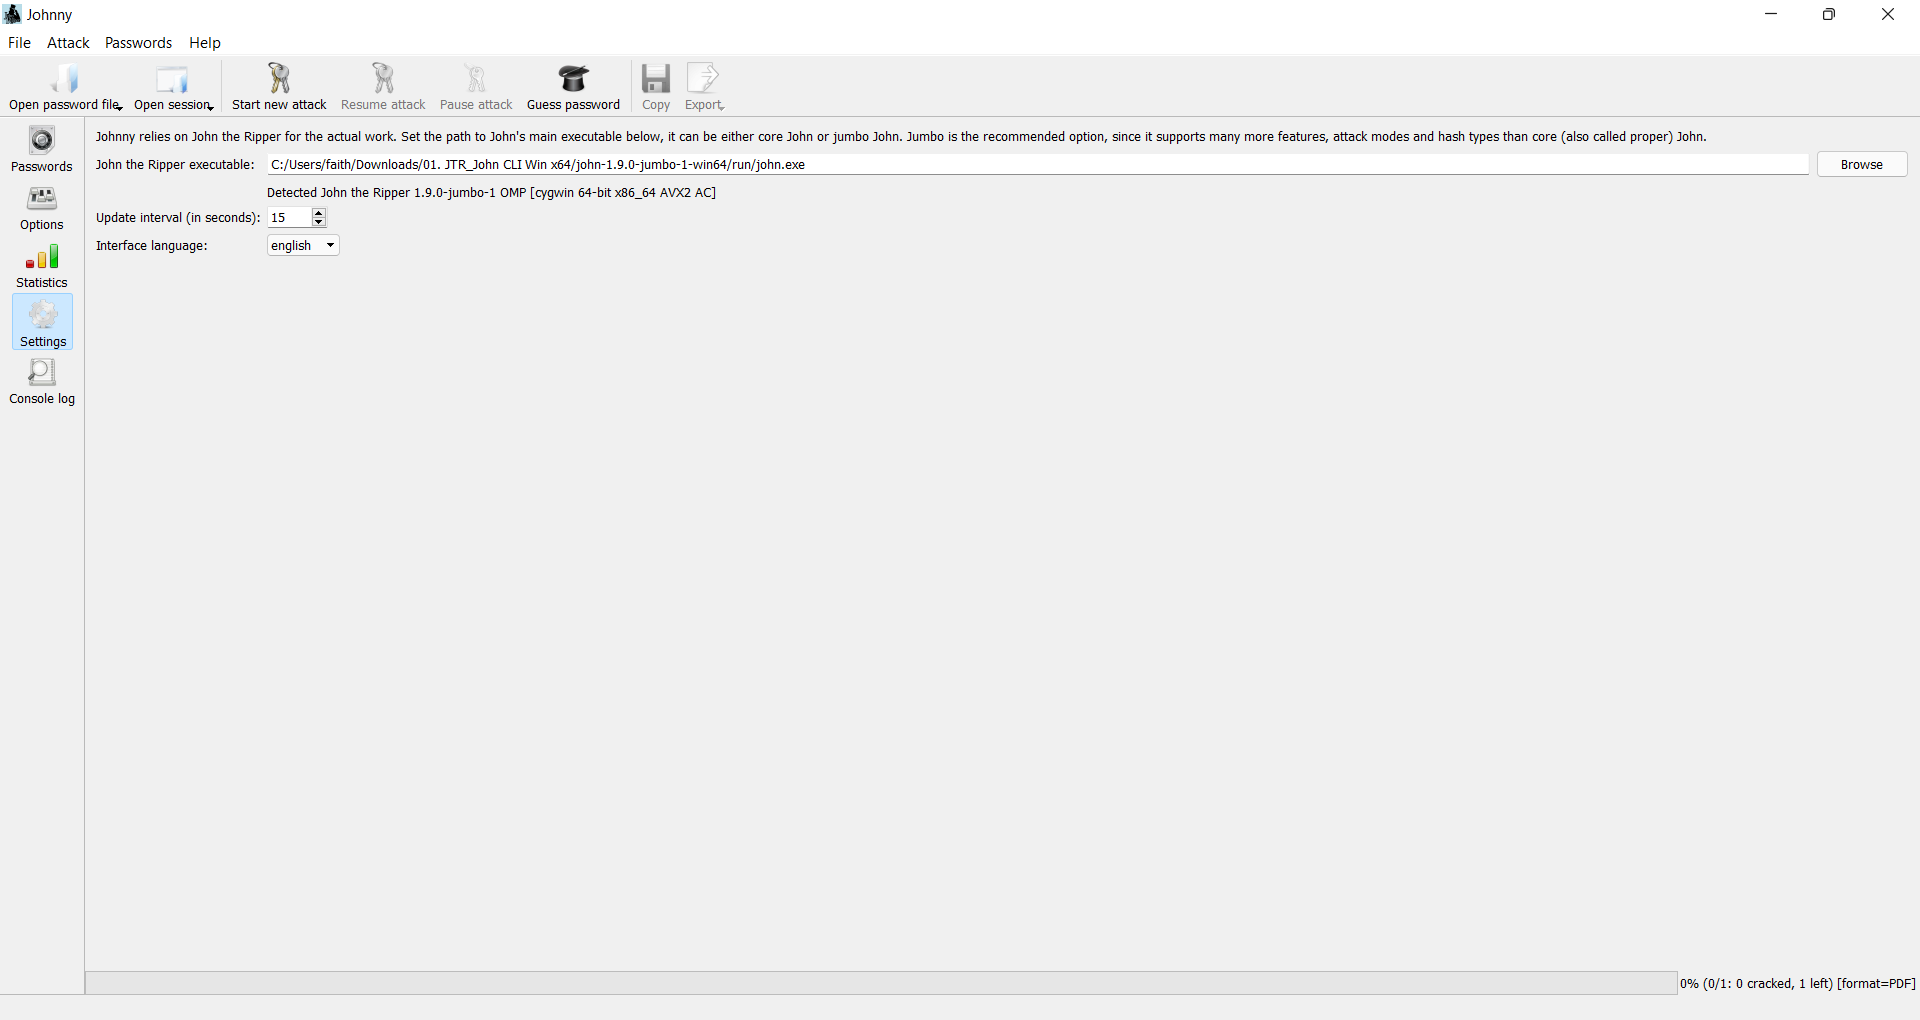 Johnny
File Attack Passwords Help
Open password file Open session Start new attack Resume attack Pause attack Guess password Copy Export
Johnny relies on John the Ripper for the actual work. Set the path to John's main executable below, it can be either core John or jumbo John. Jumbo is the recommended option, since it supports many more features, attack modes and hash types than core (also called proper) John.
Passwords
John the Ripper executable: C:/Users/faith/Downloads/01. JTR_John CLI Win x64/john-1.9.0-jumbo-1-win64/run/john.exe Browse
Detected John the Ripper 1.9.0-jumbo-1 OMP [cygwin 64-bit x86_64 AVX2 AC]
Update interval (in seconds): 15
Options
Interface language: english
Statistics
Settings
Console log
0% (0/1: 0 cracked, 1 left) [format=PDF]